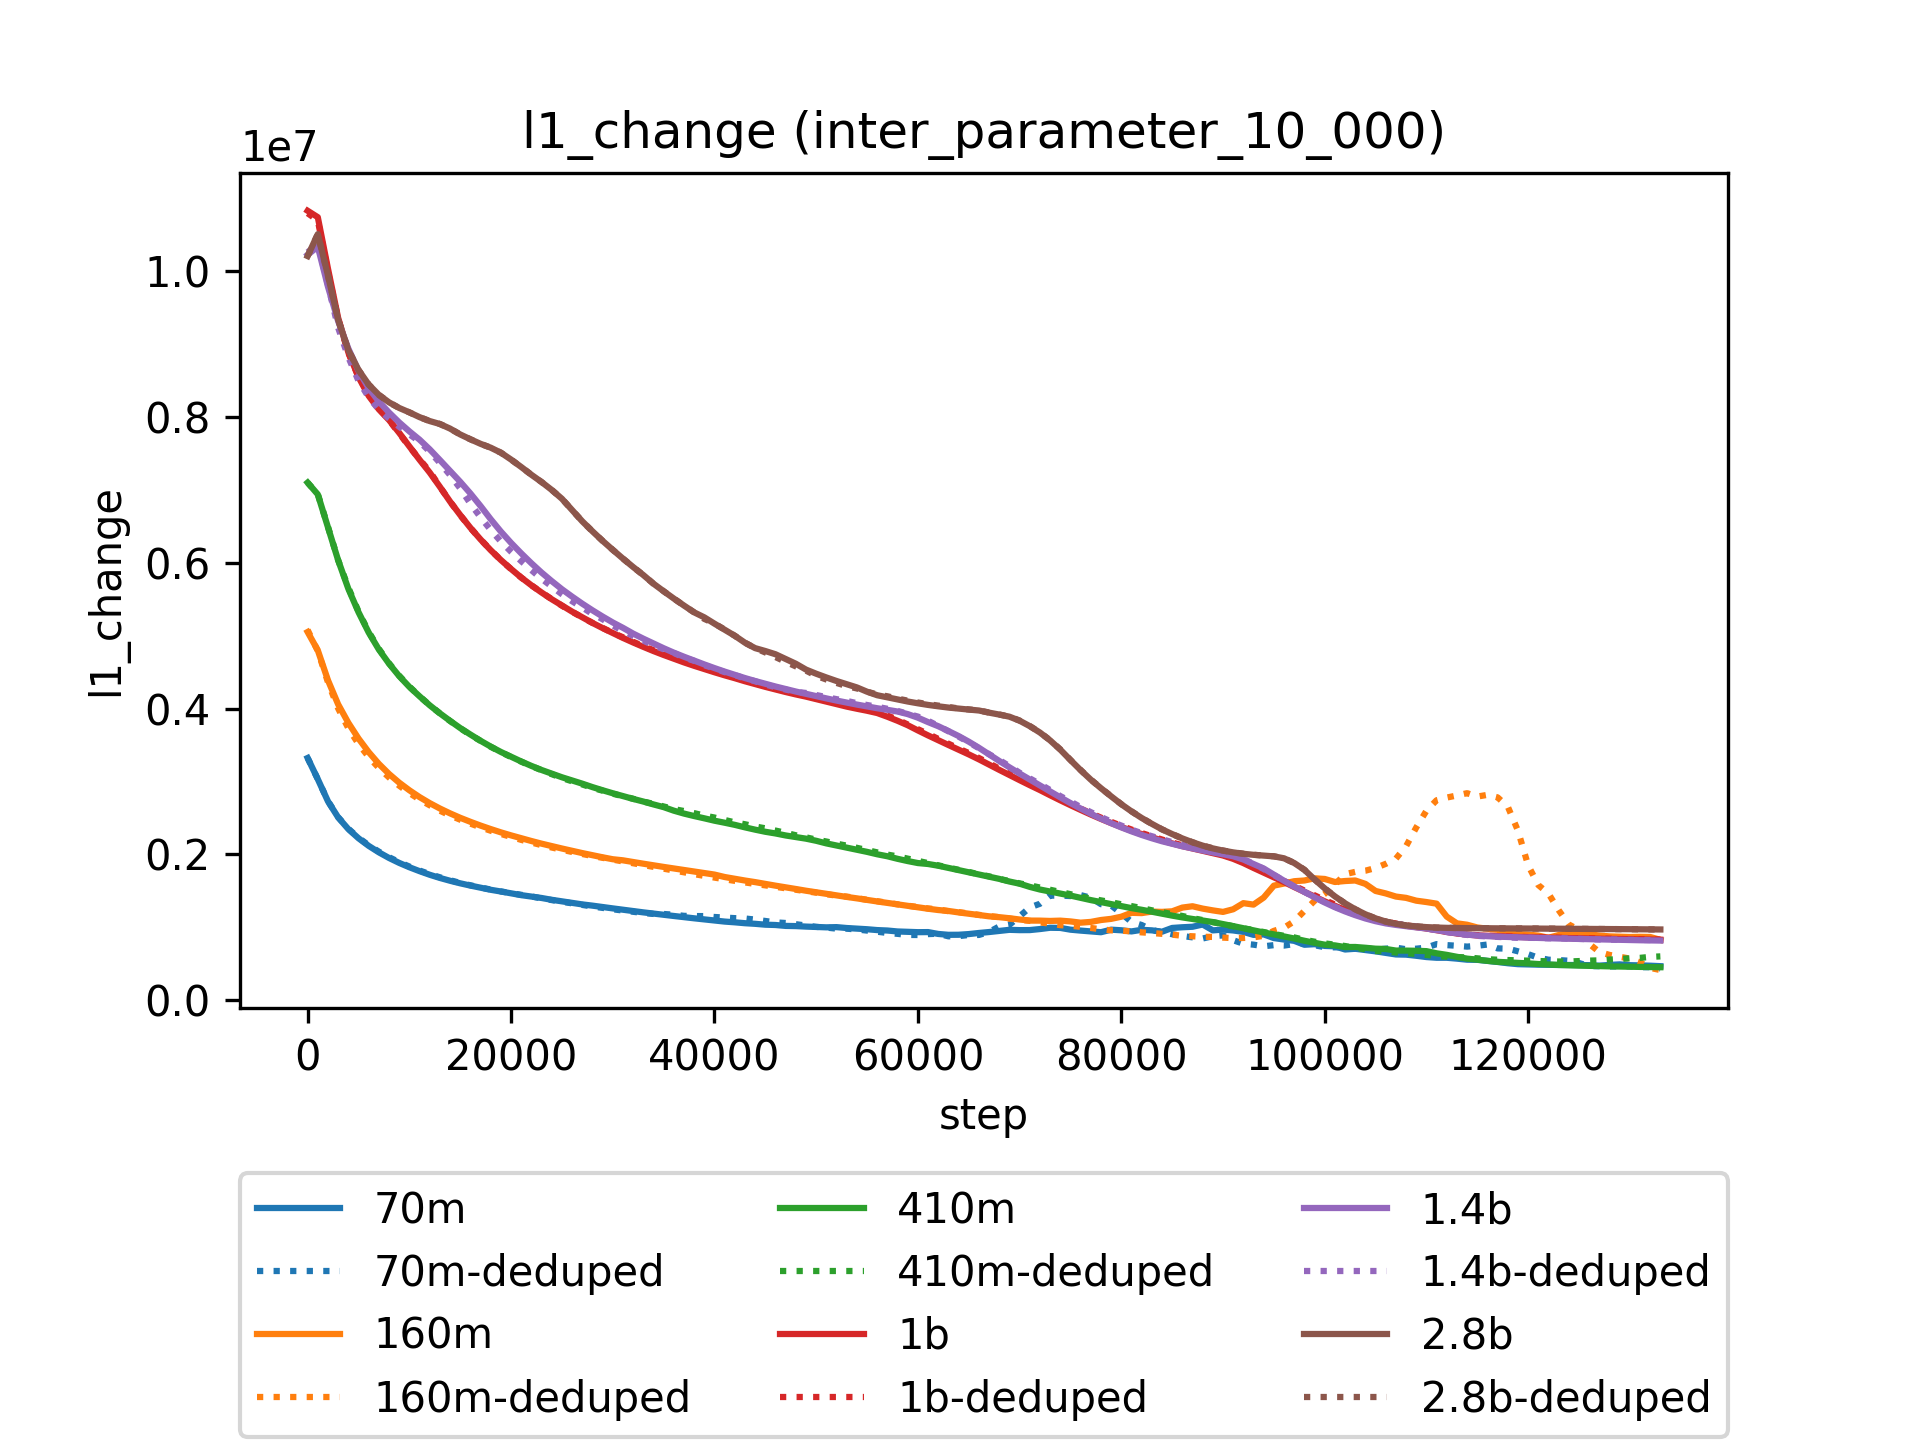 l1_change (inter_parameter_10_000)
1e7
1.0
0.8
0.6
0.4
0.2
0.0
l1_change
0 20000 40000 60000 80000 100000 120000
step
70m 410m 1.4b
70m-deduped 410m-deduped 1.4b-deduped
160m 1b 2.8b
160m-deduped 1b-deduped 2.8b-deduped